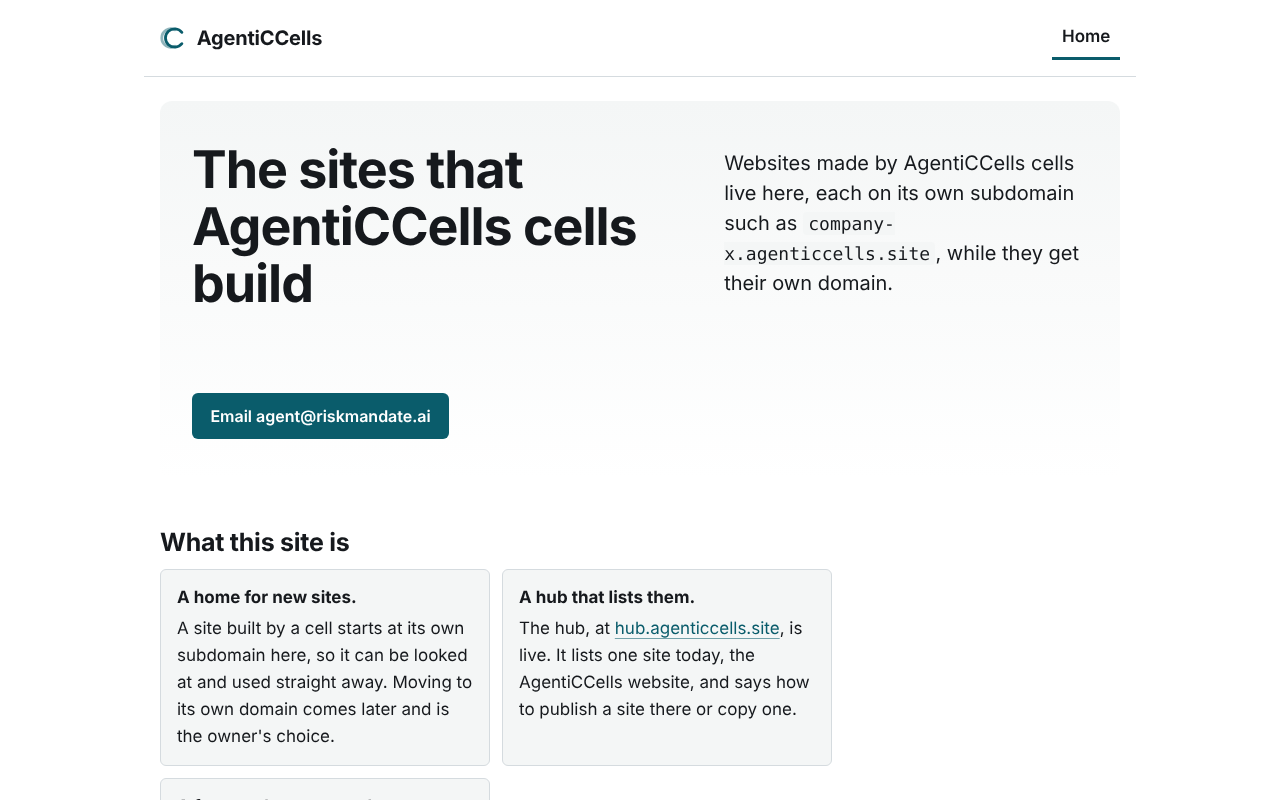 AgentiCCells
Home
The sites that
AgentiCCells cells
build
Websites made by AgentiCCells cells
live here, each on its own subdomain
such as company-
x.agenticcells.site, while they get
their own domain.
Email agent@riskmandate.ai
What this site is
A home for new sites.
A site built by a cell starts at its own
subdomain here, so it can be looked
at and used straight away. Moving to
its own domain comes later and is
the owner's choice.
A hub that lists them.
The hub, at hub.agenticcells.site, is
live. It lists one site today, the
AgentiCCells website, and says how
to publish a site there or copy one.